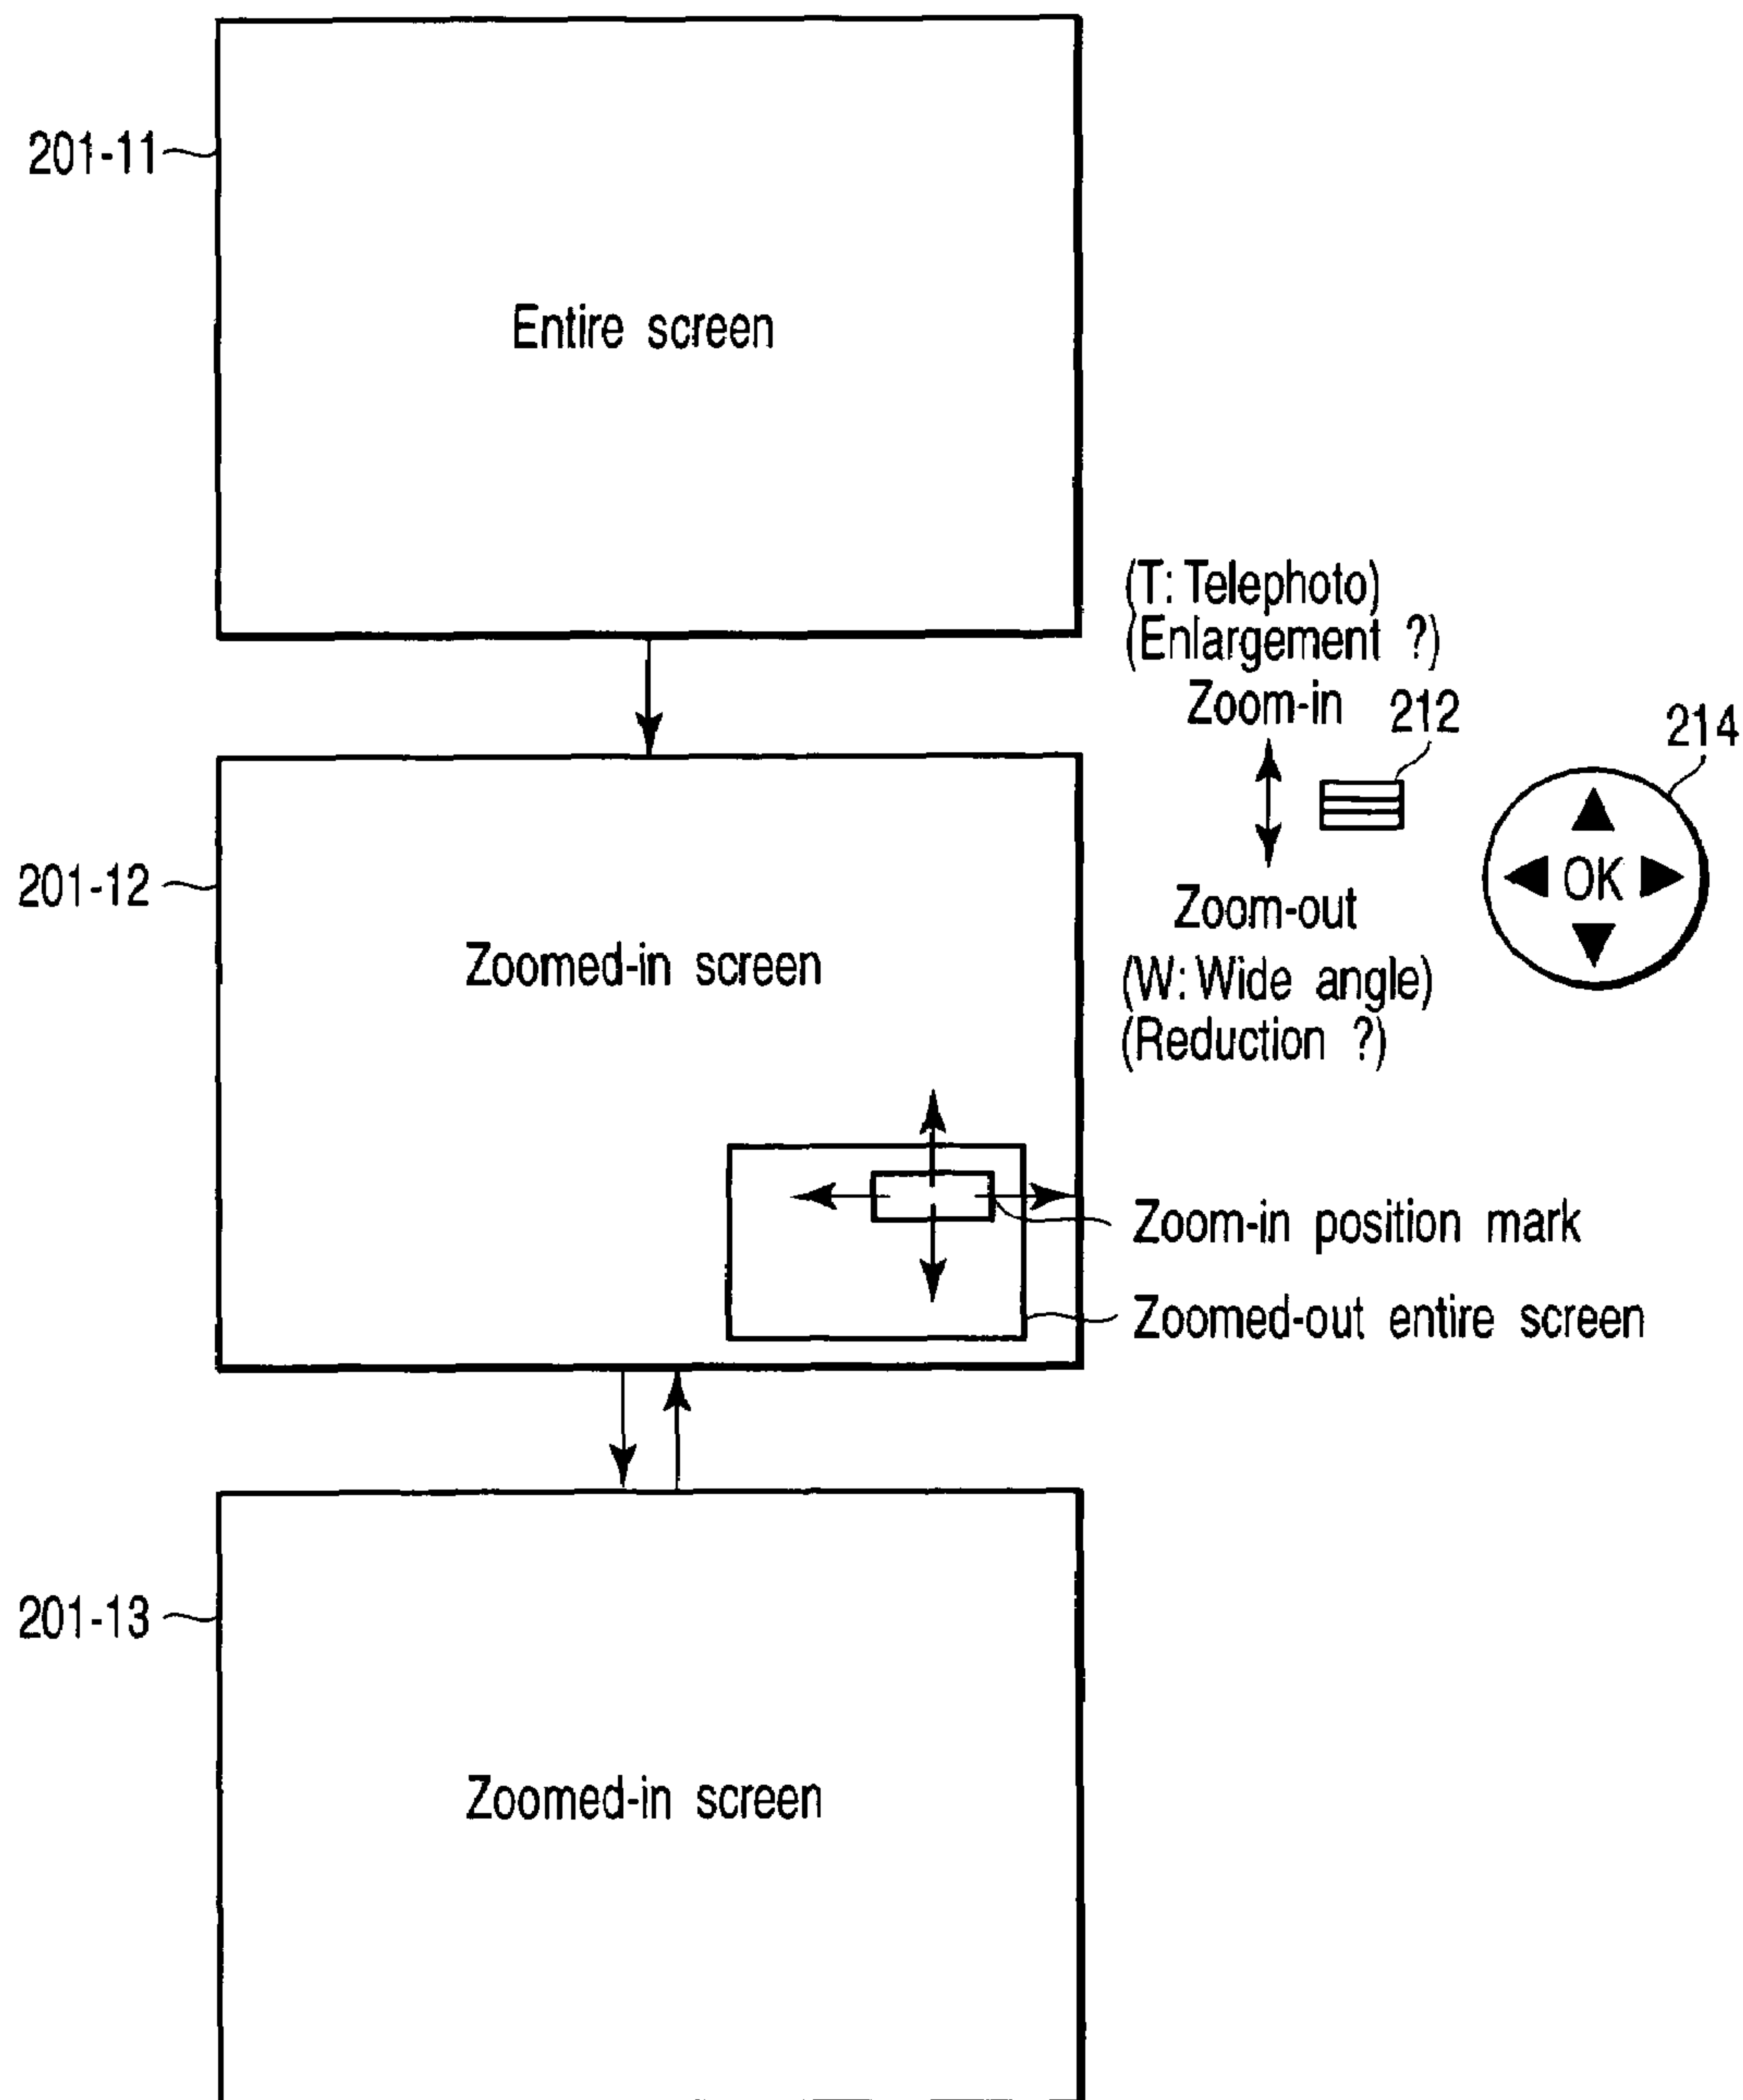 201-11
Entire screen
(T: Telephoto)
(Enlargement ?)
Zoom-in
212
214
201-12
OK
Zoom-out
Zoomed-in screen
(W: Wide angle)
(Reduction ?)
Zoom-in position mark
Zoomed-out entire screen
201-13
Zoomed-in screen